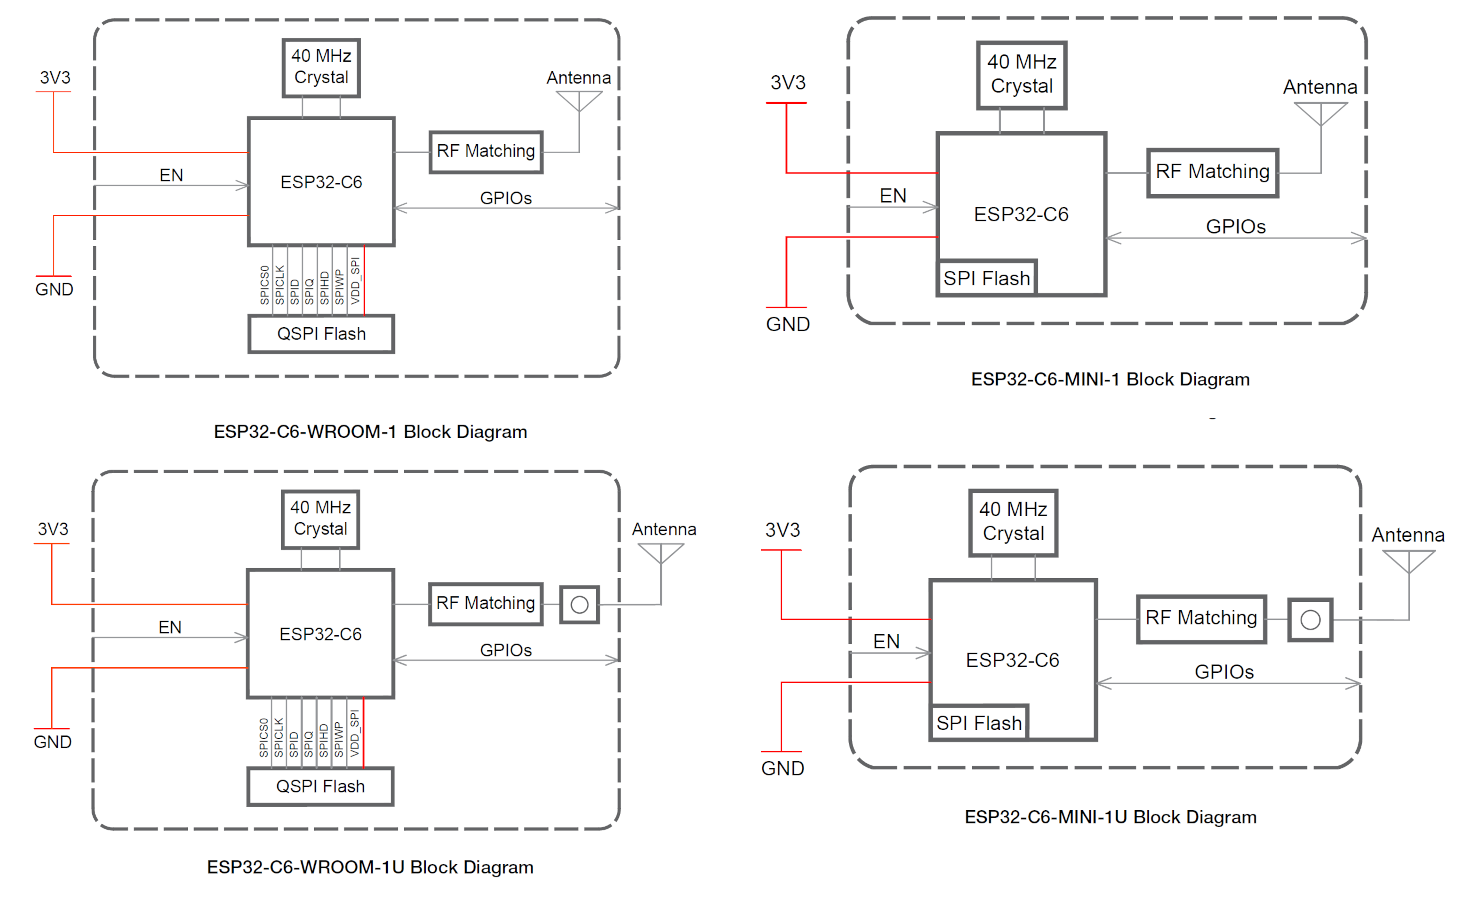 40 MHz
Crystal
3V3
Antenna
RF Matching
EN
ESP32-C6
GPIOs
GND
SPICS0
SPICLK
SPID
SPIQ
SPIHD
SPIWP
VDD_SPI
QSPI Flash
ESP32-C6-WROOM-1 Block Diagram
40 MHz
Crystal
3V3
Antenna
RF Matching
EN
ESP32-C6
GPIOs
SPI Flash
GND
ESP32-C6-MINI-1 Block Diagram
40 MHz
Crystal
3V3
Antenna
RF Matching
EN
ESP32-C6
GPIOs
GND
SPICS0
SPICLK
SPID
SPIQ
SPIHD
SPIWP
VDD_SPI
QSPI Flash
ESP32-C6-WROOM-1U Block Diagram
40 MHz
Crystal
3V3
Antenna
RF Matching
EN
ESP32-C6
GPIOs
SPI Flash
GND
ESP32-C6-MINI-1U Block Diagram